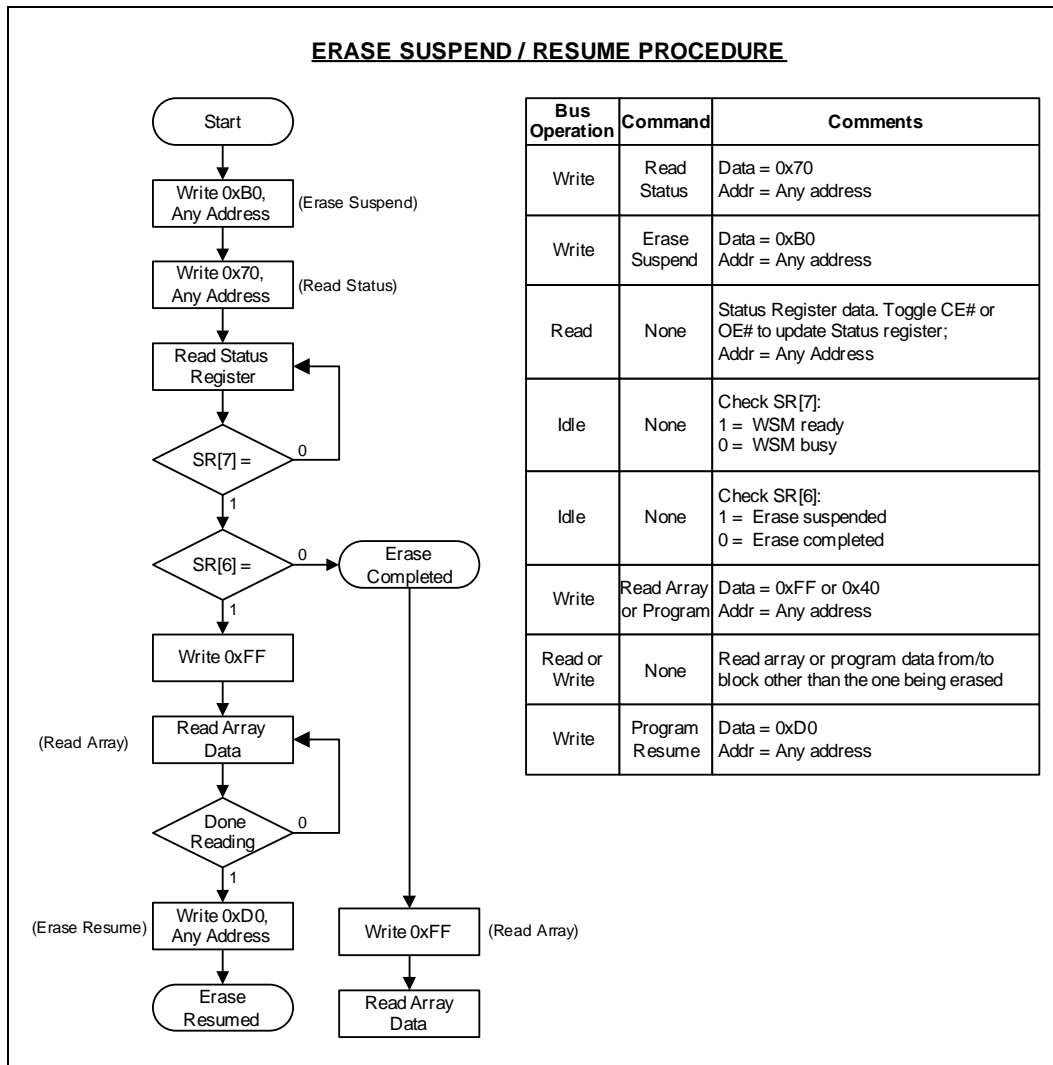 ERASE SUSPEND / RESUME PROCEDURE
Start
Write 0xB0,
Any Address
(Erase Suspend)
Write 0x70,
Any Address
(Read Status)
Read Status
Register
SR[7] =
0
1
SR[6] =
0
Erase
Completed
1
Write 0xFF
(Read Array)
Read Array
Data
Done
Reading
0
1
(Erase Resume)
Write 0xD0,
Any Address
Erase
Resumed
Write 0xFF
(Read Array)
Read Array
Data
Bus
Operation
Command
Comments
Write
Read
Status
Data = 0x70
Addr = Any address
Write
Erase
Suspend
Data = 0xB0
Addr = Any address
Read
None
Status Register data. Toggle CE# or
OE# to update Status register;
Addr = Any Address
Idle
None
Check SR[7]:
1 = WSM ready
0 = WSM busy
Idle
None
Check SR[6]:
1 = Erase suspended
0 = Erase completed
Write
Read Array
or Program
Data = 0xFF or 0x40
Addr = Any address
Read or
Write
None
Read array or program data from/to
block other than the one being erased
Write
Program
Resume
Data = 0xD0
Addr = Any address